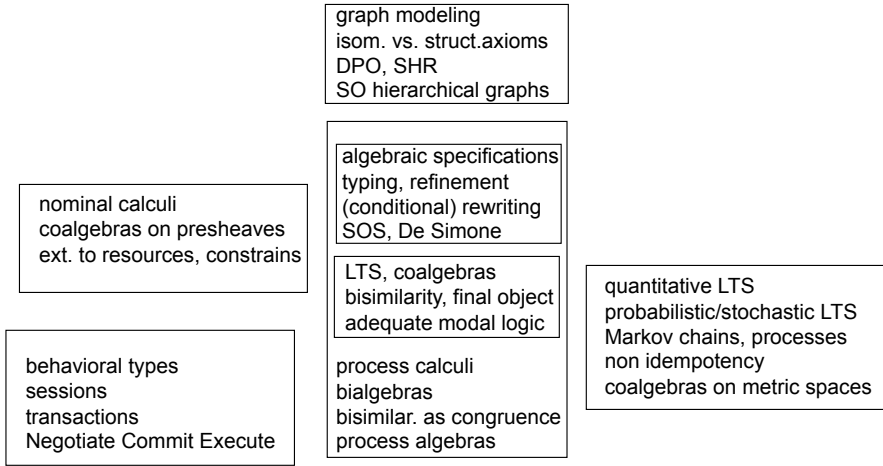 graph modeling
isom. vs. struct.axioms
DPO, SHR
SO hierarchical graphs
nominal calculi
coalgebras on presheaves
ext. to resources, constrains
algebraic specifications
typing, refinement
(conditional) rewriting
SOS, De Simone
LTS, coalgebras
bisimilarity, final object
adequate modal logic
process calculi
bialgebras
bisimilar. as congruence
process algebras
quantitative LTS
probabilistic/stochastic LTS
Markov chains, processes
non idempotency
coalgebras on metric spaces
behavioral types
sessions
transactions
Negotiate Commit Execute